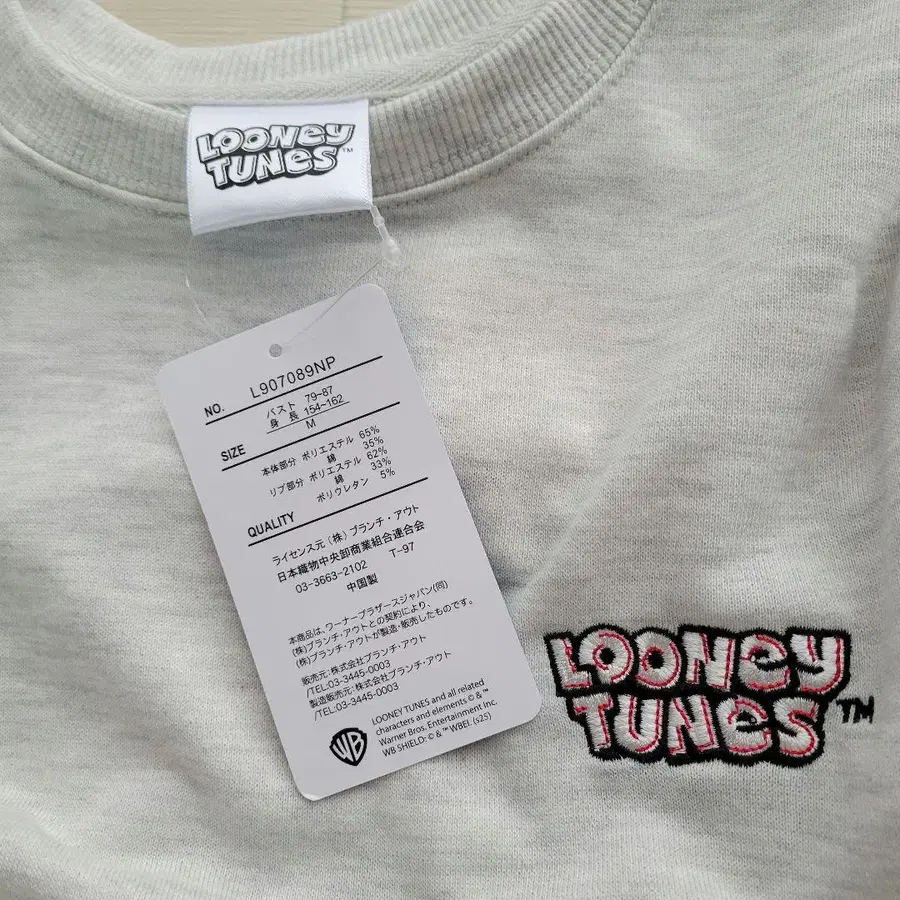 LOONEY
TUNES™
NO. L907089NP
バスト 79~87
身長 154~162
SIZE M
本体部分 ポリエステル 65%
綿 35%
リブ部分 ポリエステル 62%
綿 33%
ポリウレタン 5%
QUALITY
ライセンス元 (株) ブランチ・アウト
日本織物中央卸商業組合連合会
03-3663-2102 T-97
中国製
本商品は、ワーナーブラザースジャパン(同)
(株)ブランチ・アウトとの契約により、
(株)ブランチ・アウトが製造・販売したものです。
販売元:株式会社ブランチ・アウト
/TEL:03-3445-0003
製造販売元:株式会社ブランチ・アウト
/TEL:03-3445-0003
WB
LOONEY TUNES and all related
characters and elements © & ™
Warner Bros. Entertainment Inc.
WB SHIELD: © & ™ WBEI. (s25)
LOONEY
TUNES™